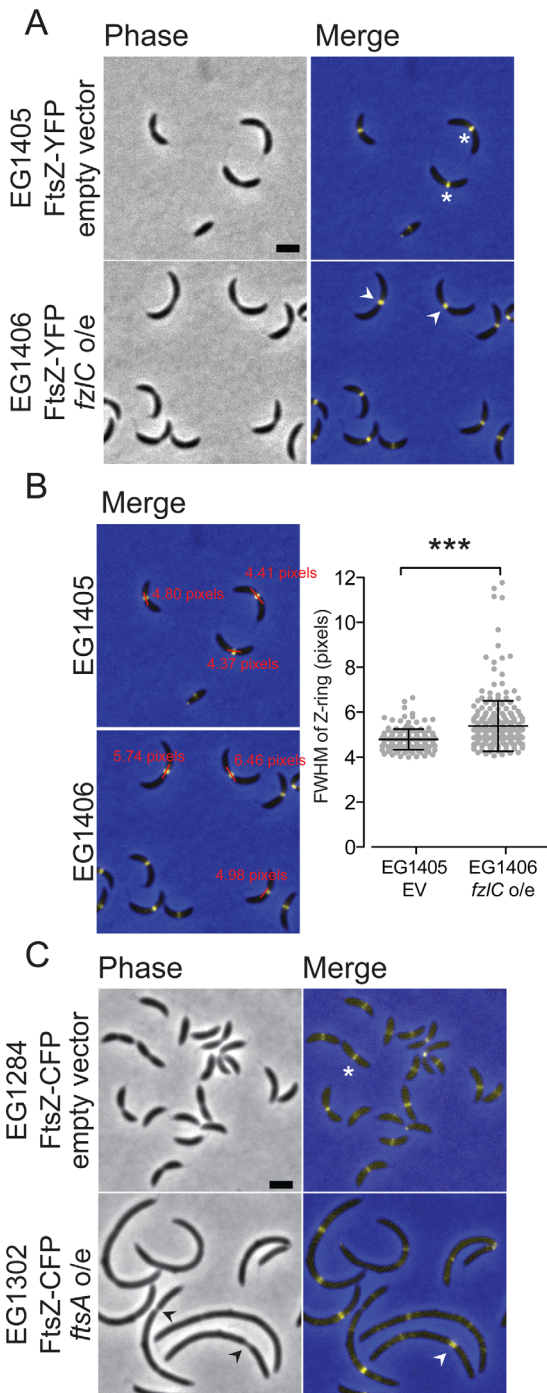 A
Phase
Merge
EG1405
FtsZ-YFP
empty vector
*
*
EG1406
FtsZ-YFP
fzlC o/e
B
Merge
EG1405
4.41 pixels
4.80 pixels
4.37 pixels
EG1406
5.74 pixels
6.46 pixels
4.98 pixels
***
FWHM of Z-ring (pixels)
12
10
8
6
4
2
0
EG1405
EV
EG1406
fzlC o/e
C
Phase
Merge
EG1284
FtsZ-CFP
empty vector
*
EG1302
FtsZ-CFP
ftsA o/e